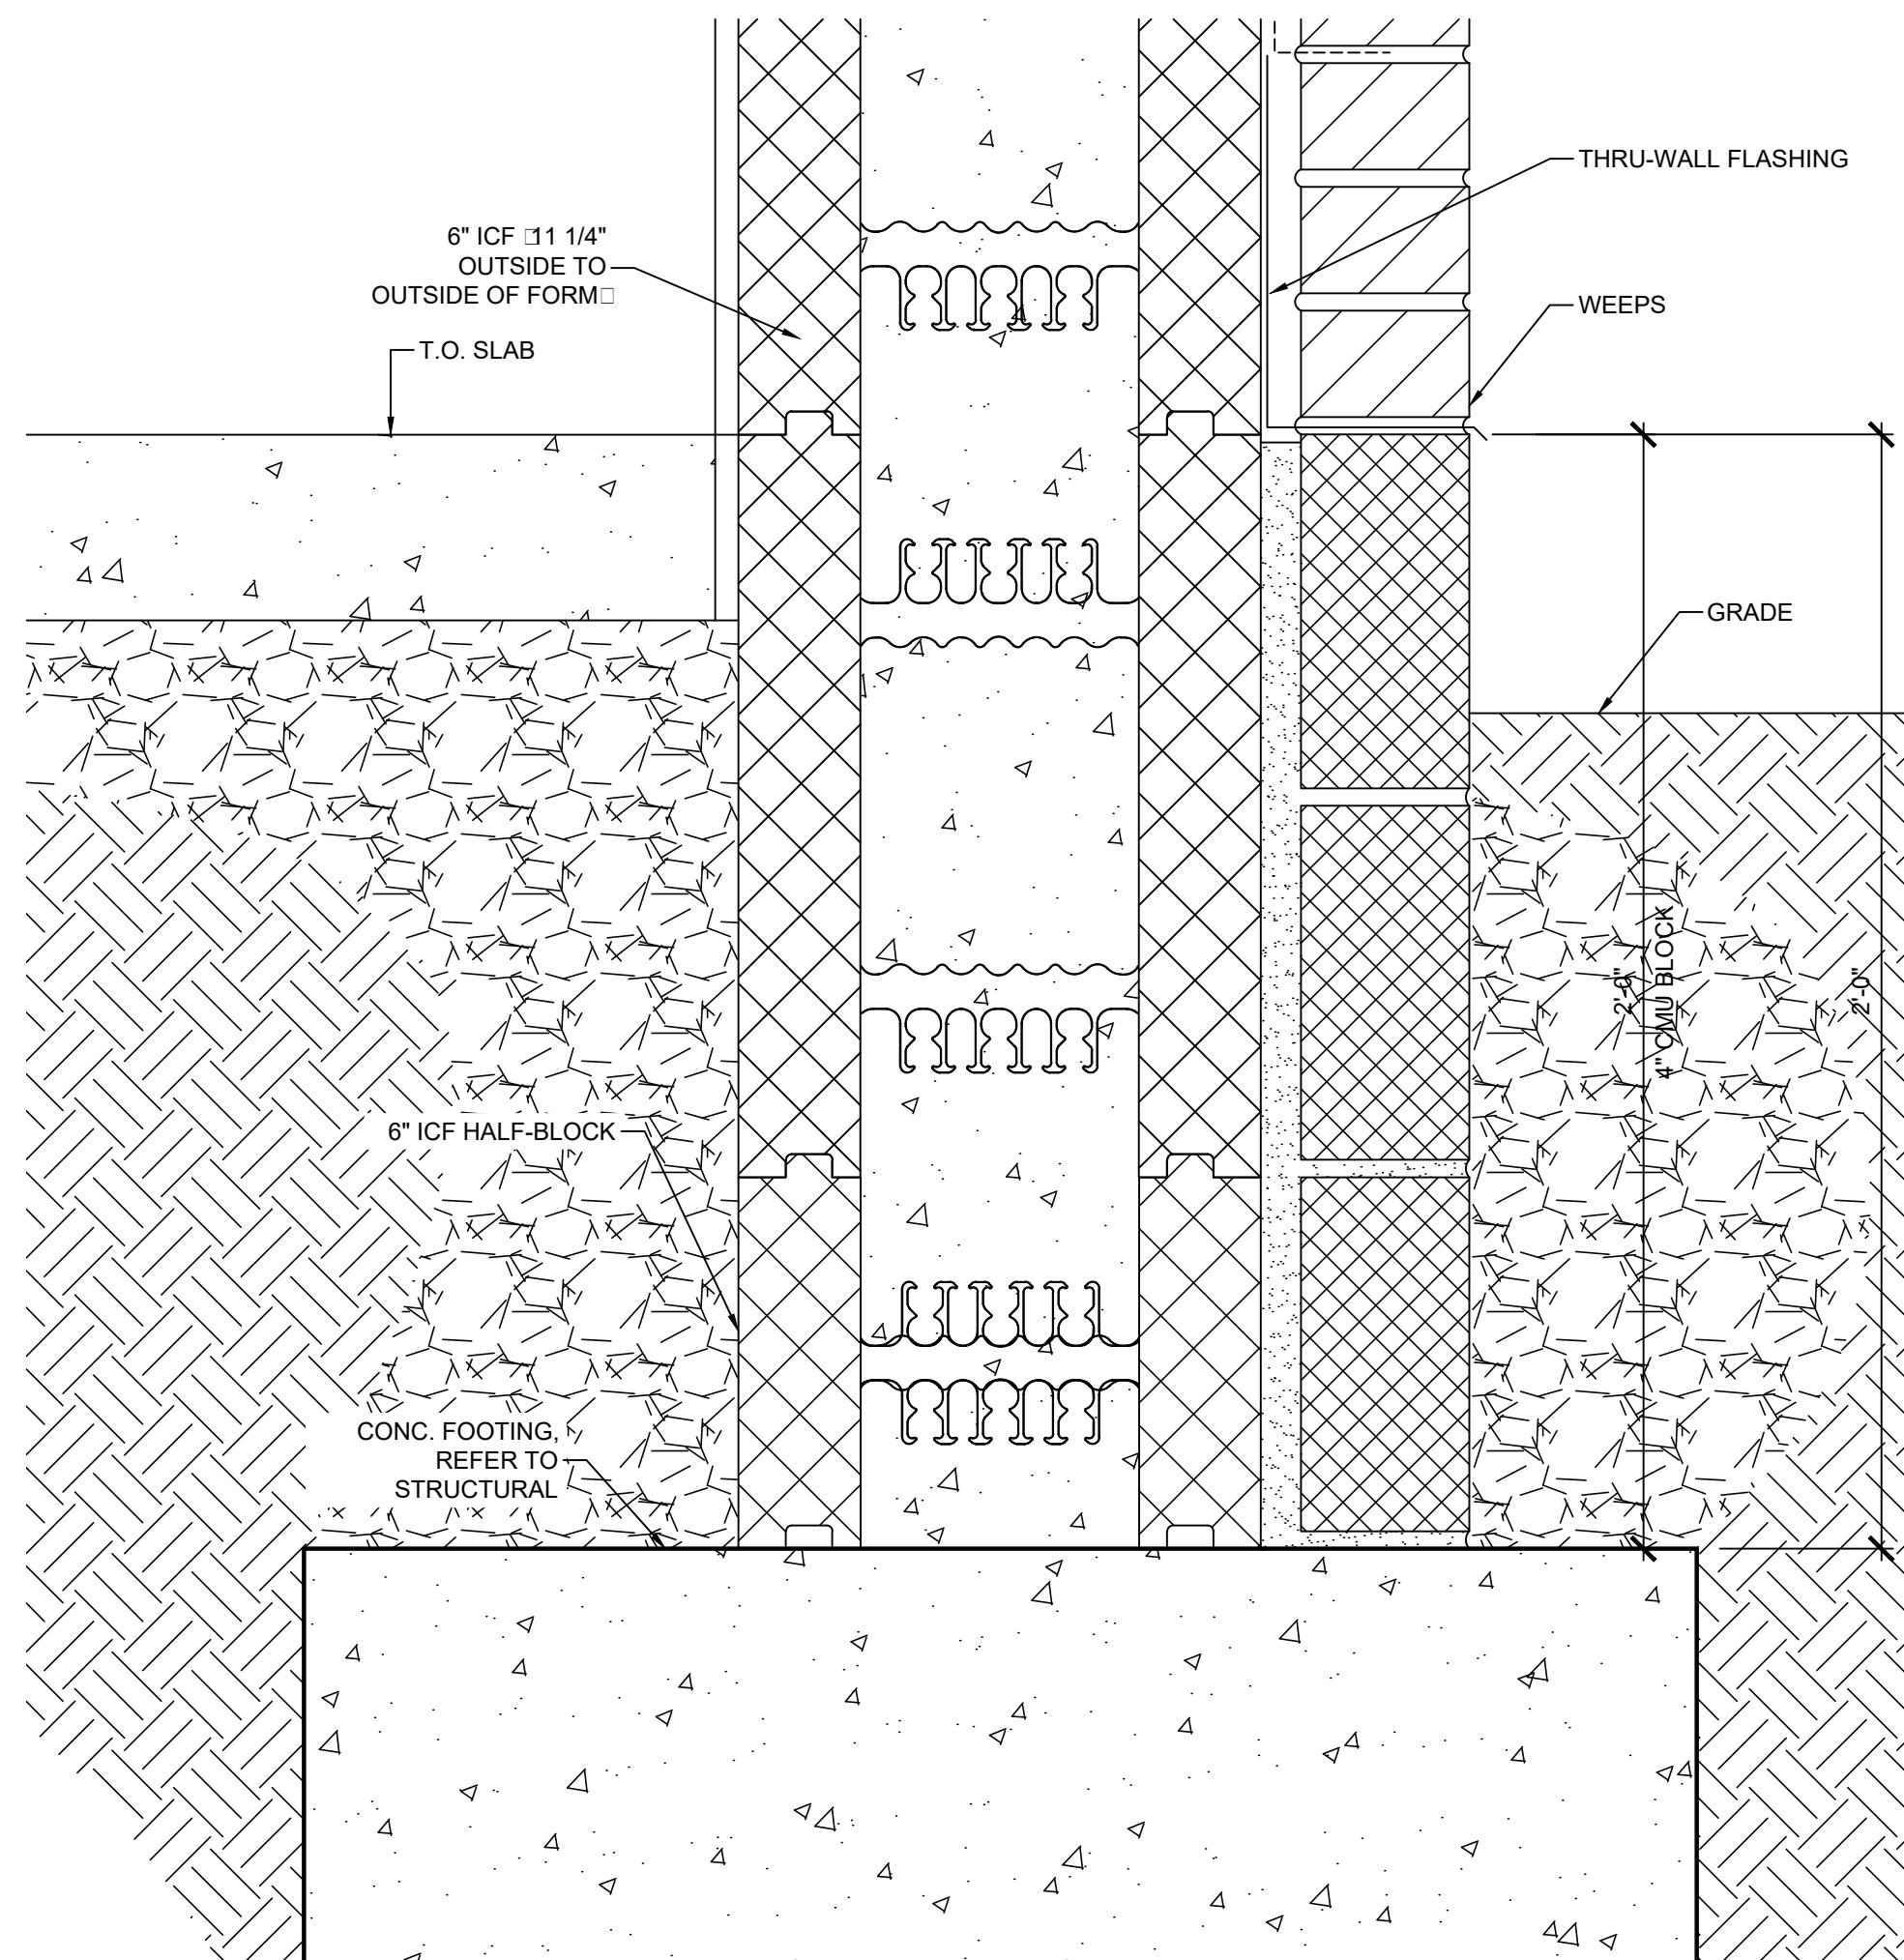 THRU-WALL FLASHING
6" ICF □11 1/4"
OUTSIDE TO
OUTSIDE OF FORM□
WEEPS
T.O. SLAB
GRADE
2'-0"
4" CMU BLOCK
2'-0"
6" ICF HALF-BLOCK
CONC. FOOTING,
REFER TO
STRUCTURAL